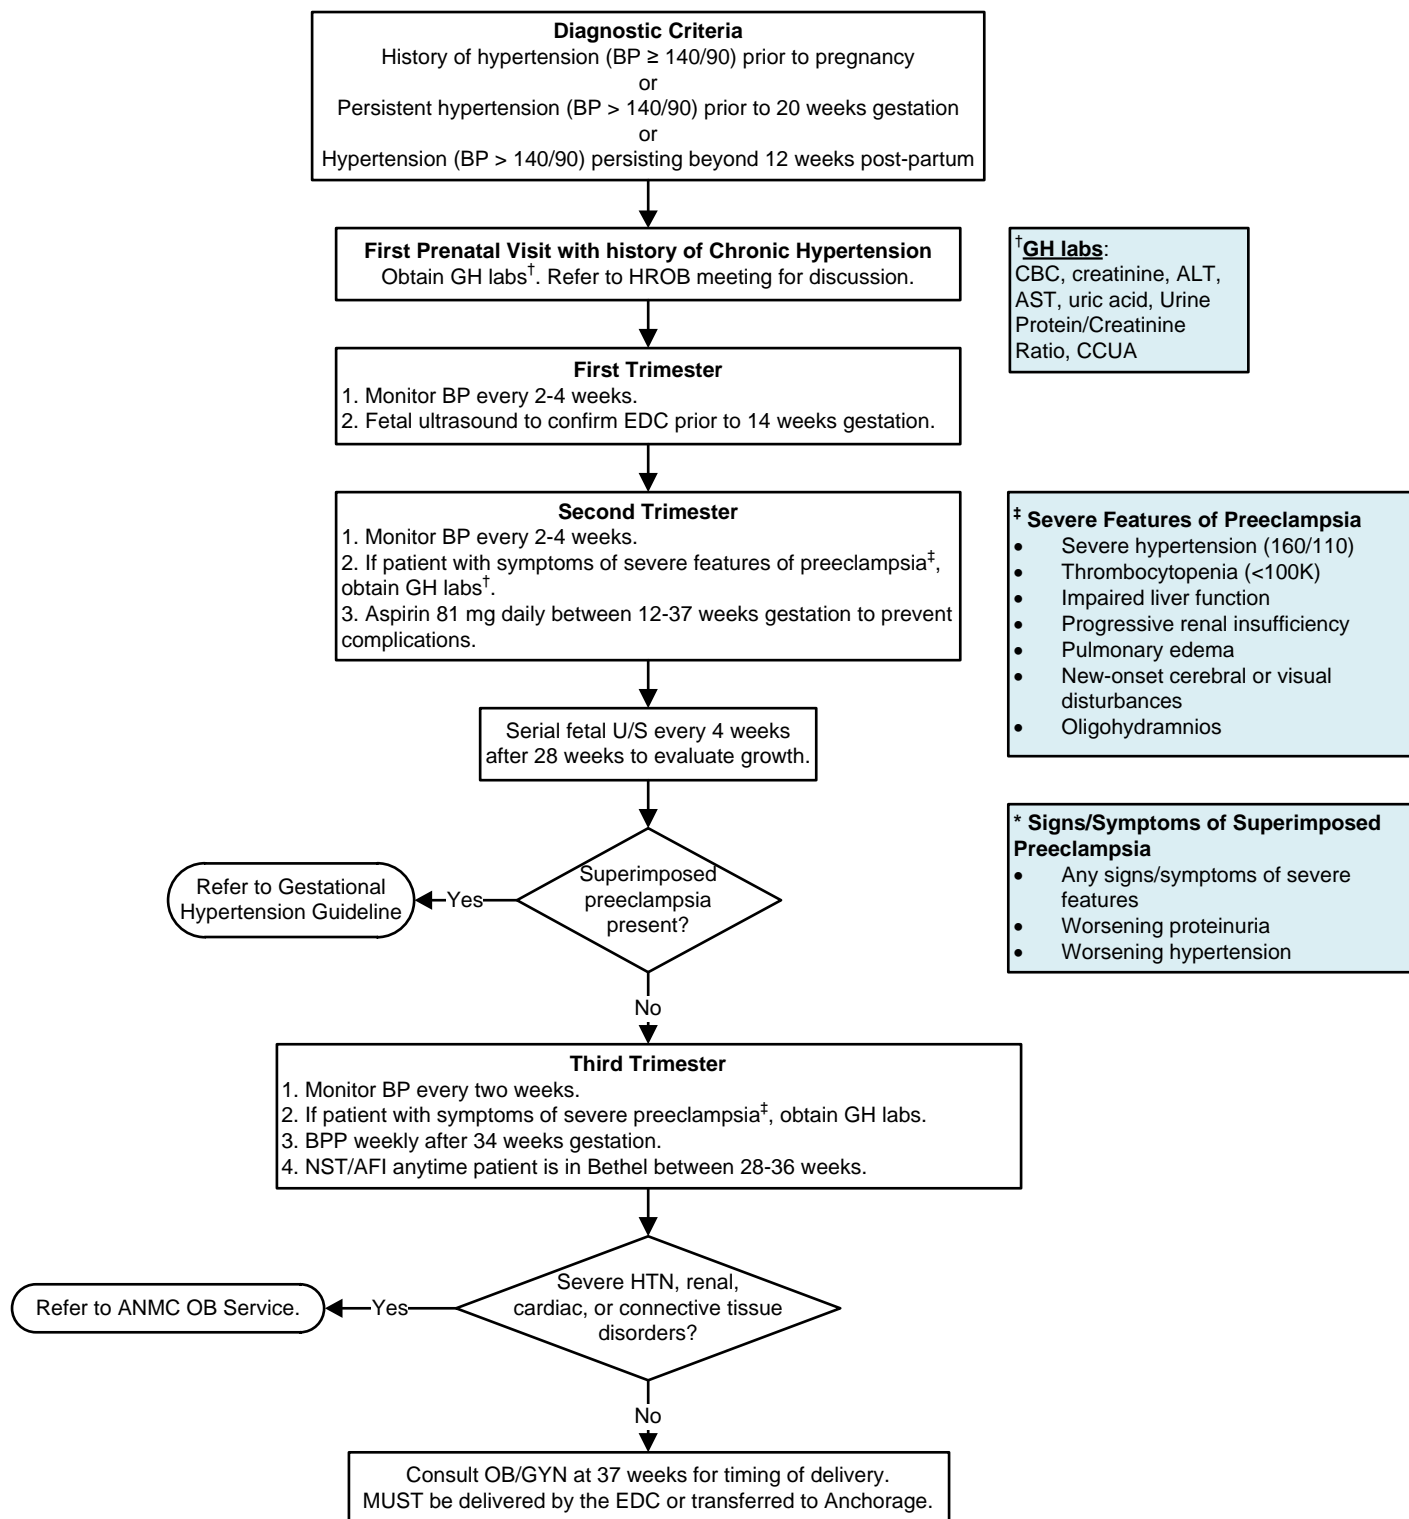 Diagnostic Criteria
History of hypertension (BP ≥ 140/90) prior to pregnancy
or
Persistent hypertension (BP > 140/90) prior to 20 weeks gestation
or
Hypertension (BP > 140/90) persisting beyond 12 weeks post-partum
First Prenatal Visit with history of Chronic Hypertension
Obtain GH labs†. Refer to HROB meeting for discussion.
†GH labs:
CBC, creatinine, ALT,
AST, uric acid, Urine
Protein/Creatinine
Ratio, CCUA
First Trimester
1. Monitor BP every 2-4 weeks.
2. Fetal ultrasound to confirm EDC prior to 14 weeks gestation.
Second Trimester
1. Monitor BP every 2-4 weeks.
2. If patient with symptoms of severe features of preeclampsia‡,
obtain GH labs†.
3. Aspirin 81 mg daily between 12-37 weeks gestation to prevent
complications.
‡ Severe Features of Preeclampsia
• Severe hypertension (160/110)
• Thrombocytopenia (<100K)
• Impaired liver function
• Progressive renal insufficiency
• Pulmonary edema
• New-onset cerebral or visual
disturbances
• Oligohydramnios
Serial fetal U/S every 4 weeks
after 28 weeks to evaluate growth.
* Signs/Symptoms of Superimposed
Preeclampsia
• Any signs/symptoms of severe
features
• Worsening proteinuria
• Worsening hypertension
Superimposed
preeclampsia
present?
Yes
Refer to Gestational
Hypertension Guideline
No
Third Trimester
1. Monitor BP every two weeks.
2. If patient with symptoms of severe preeclampsia‡, obtain GH labs.
3. BPP weekly after 34 weeks gestation.
4. NST/AFI anytime patient is in Bethel between 28-36 weeks.
Severe HTN, renal,
cardiac, or connective tissue
disorders?
Yes
Refer to ANMC OB Service.
No
Consult OB/GYN at 37 weeks for timing of delivery.
MUST be delivered by the EDC or transferred to Anchorage.